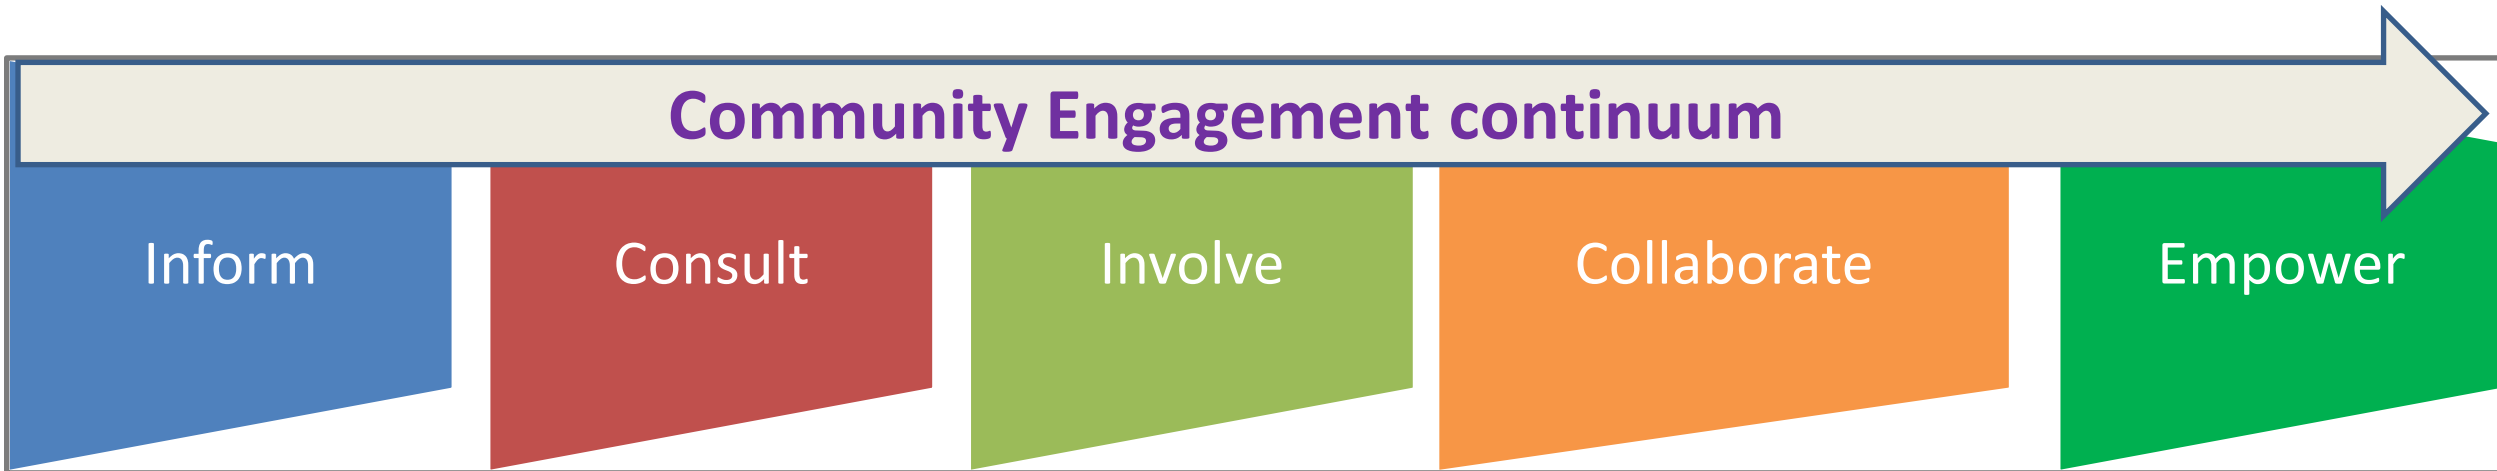 Community Engagement continuum
Inform
Consult
Involve
Collaborate
Empower